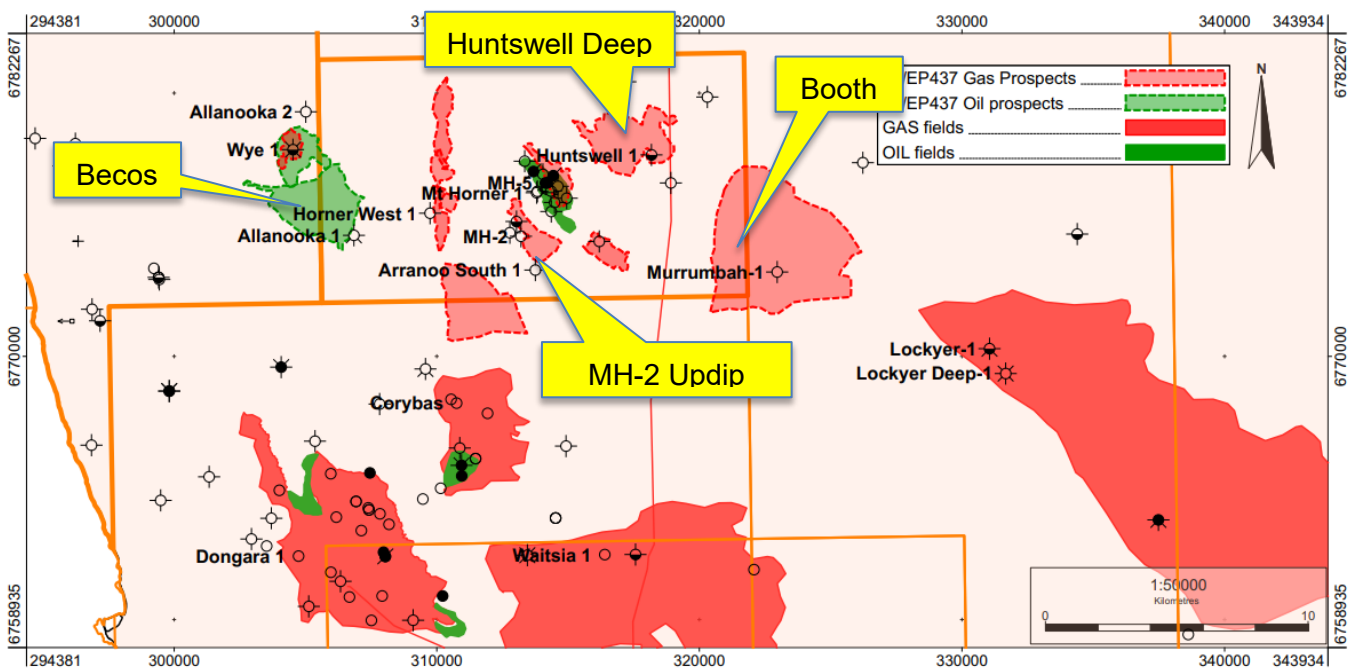 294381
300000
320000
330000
340000
343934
6782267
6782267
Huntswell Deep
Booth
/EP437 Gas Prospects
/EP437 Oil prospects
GAS fields
OIL fields
N
Allanooka 2
Wye 1
Becos
Huntswell 1
MH-5
Mt Horner 1
Horner West 1
Allanooka 1
MH-2
Arranoo South 1
Murrumbah-1
MH-2 Updip
6770000
6770000
Lockyer-1
Lockyer Deep-1
Corybas
Dongara 1
Waitsia 1
1:50000
Kilometres
0
10
6758935
6758935
294381
300000
310000
320000
330000
340000
343934